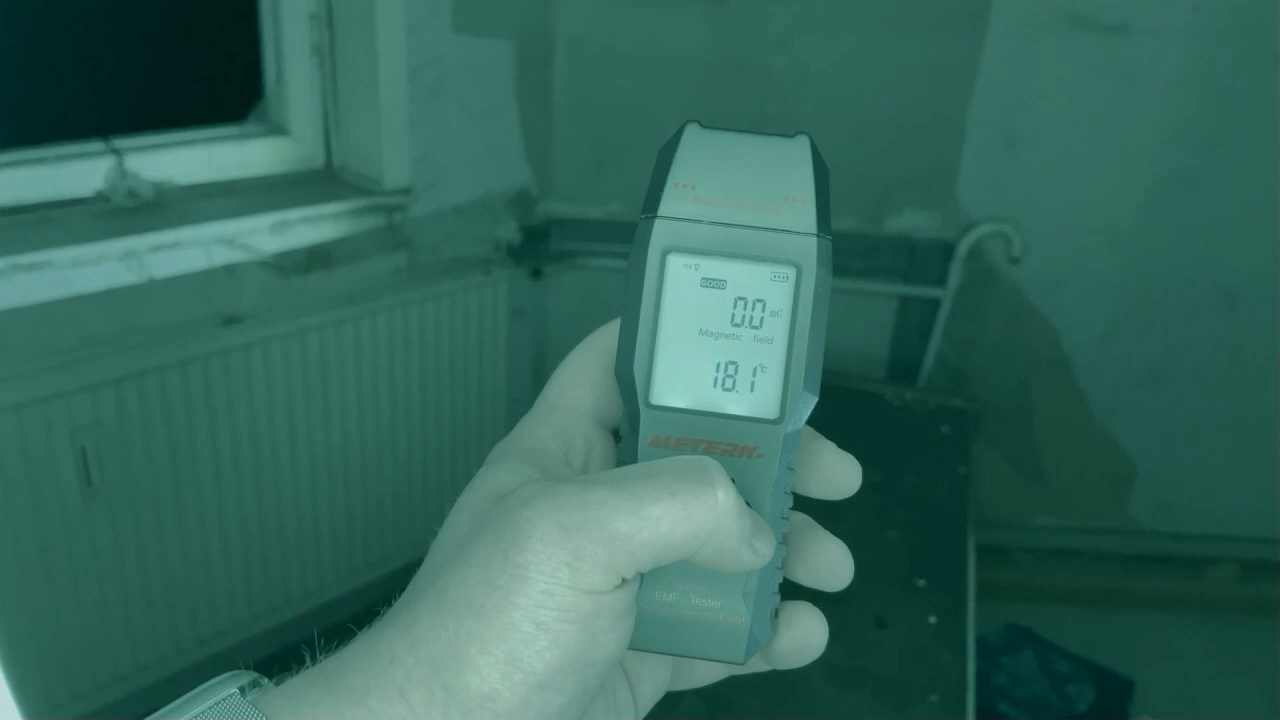 GOOD
0.0 mG
Magnetic field
18.1 °C
METERK
EMF Tester